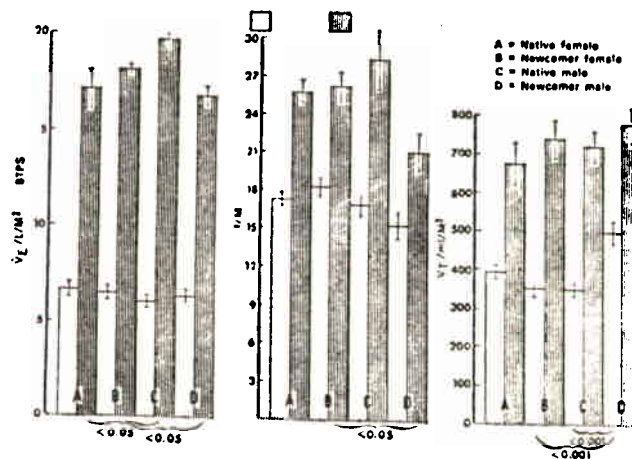 A = Native female
B = Newcomer female
C = Native male
D = Newcomer male
20
5
10
5
0
V̇E /L/M² BTPS
A
B
C
D
<0.05
<0.05
30
27
24
21
18
15
12
9
6
3
f/M
A
B
C
D
<0.05
800
700
600
500
400
300
200
100
0
VT /ml/M²
A
B
C
D
<0.001
<0.001